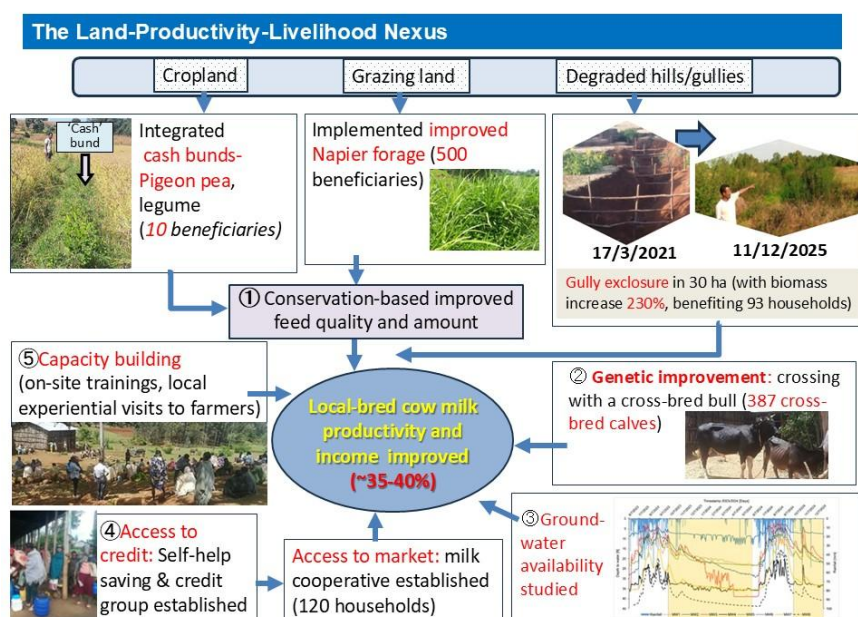 The Land-Productivity-Livelihood Nexus
Cropland
Grazing land
Degraded hills/gullies
'Cash'
bund
Integrated
cash bunds-
Pigeon pea,
legume
(10 beneficiaries)
Implemented improved
Napier forage (500
beneficiaries)
17/3/2021
11/12/2025
Gully exclosure in 30 ha (with biomass
increase 230%, benefiting 93 households)
① Conservation-based improved
feed quality and amount
⑤Capacity building
(on-site trainings, local
experiential visits to farmers)
Local-bred cow milk
productivity and
income improved
(~35-40%)
② Genetic improvement: crossing
with a cross-bred bull (387 cross-
bred calves)
④Access to
credit: Self-help
saving & credit
group established
Access to market: milk
cooperative established
(120 households)
③Ground-
water
availability
studied